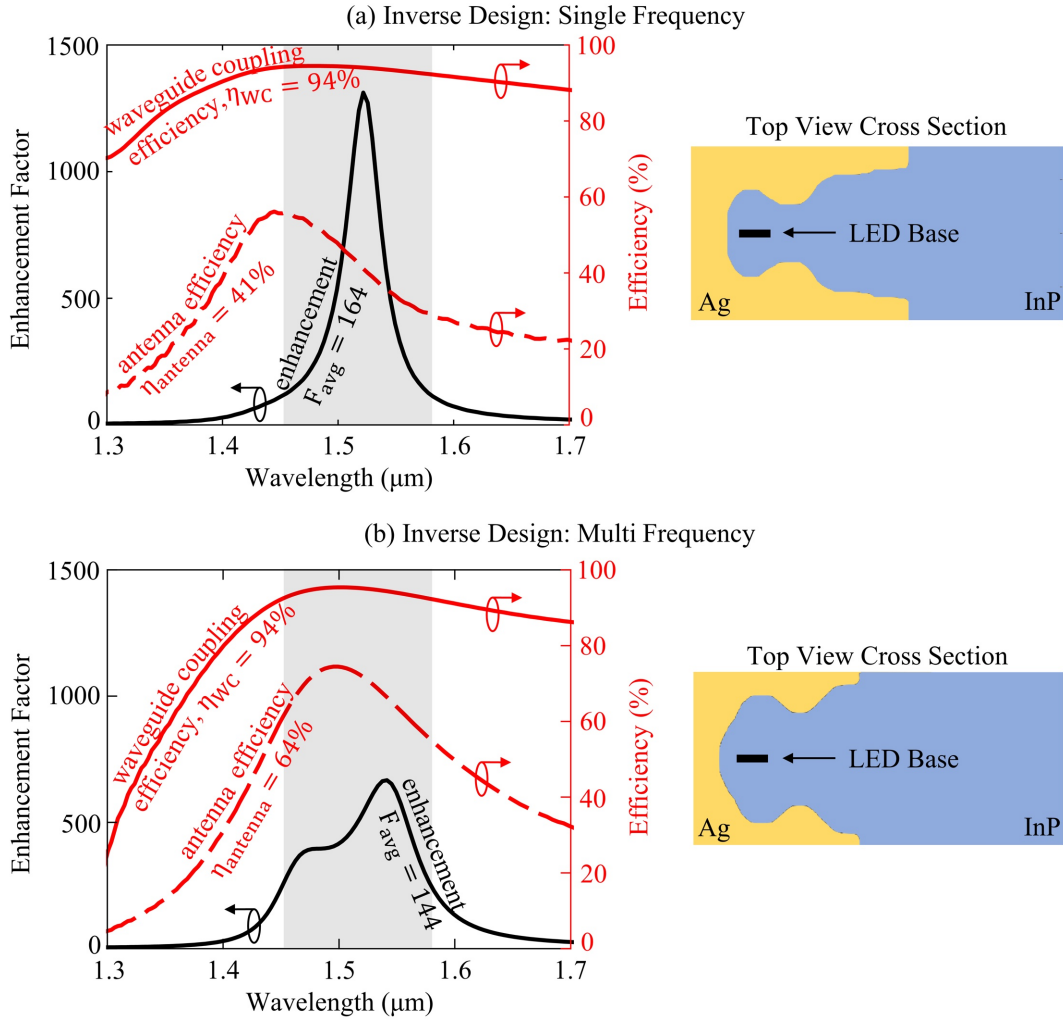 (a) Inverse Design: Single Frequency
1500
1000
500
0
Enhancement Factor
1.3
1.4
1.5
1.6
1.7
Wavelength (μm)
100
80
60
40
20
0
Efficiency (%)
waveguide coupling
efficiency, ηWC = 94%
antenna efficiency
ηantenna = 41%
enhancement
Favg = 164
Top View Cross Section
LED Base
Ag
InP
(b) Inverse Design: Multi Frequency
1500
1000
500
0
Enhancement Factor
1.3
1.4
1.5
1.6
1.7
Wavelength (μm)
100
80
60
40
20
0
Efficiency (%)
waveguide coupling
efficiency, ηWC = 94%
antenna efficiency
ηantenna = 64%
enhancement
Favg = 144
Top View Cross Section
LED Base
Ag
InP